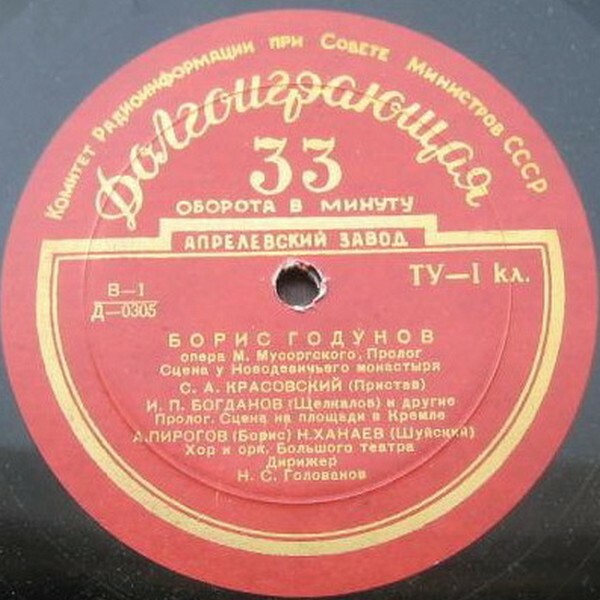 Комитет Радиоинформации при Совете Министров СССР
Долгоиграющая
33
ОБОРОТА В МИНУТУ
АПРЕЛЕВСКИЙ ЗАВОД
В—1
Д—0305
ТУ—1 кл.
БОРИС ГОДУНОВ
опера М. Мусоргского. Пролог
Сцена у Новодевичьего монастыря
С. А. КРАСОВСКИЙ (Пристав)
И. П. БОГДАНОВ (Щелкалов) и другие
Пролог. Сцена на площади в Кремле
А.ПИРОГОВ (Борис) Н.ХАНАЕВ (Шуйский)
Хор и орк. Большого театра
Дирижер
Н. С. Голованов